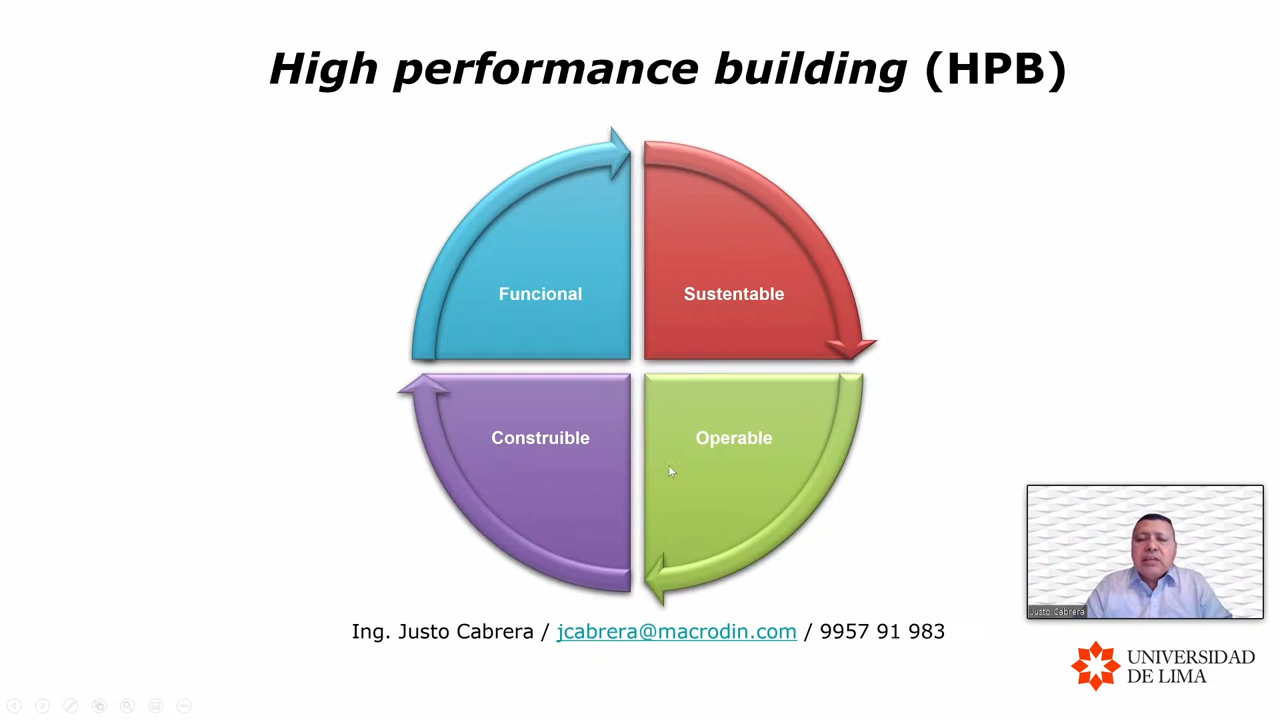 High performance building (HPB)
Funcional
Sustentable
Construible
Operable
Justo Cabrera
Ing. Justo Cabrera / jcabrera@macrodin.com / 9957 91 983
UNIVERSIDAD
DE LIMA